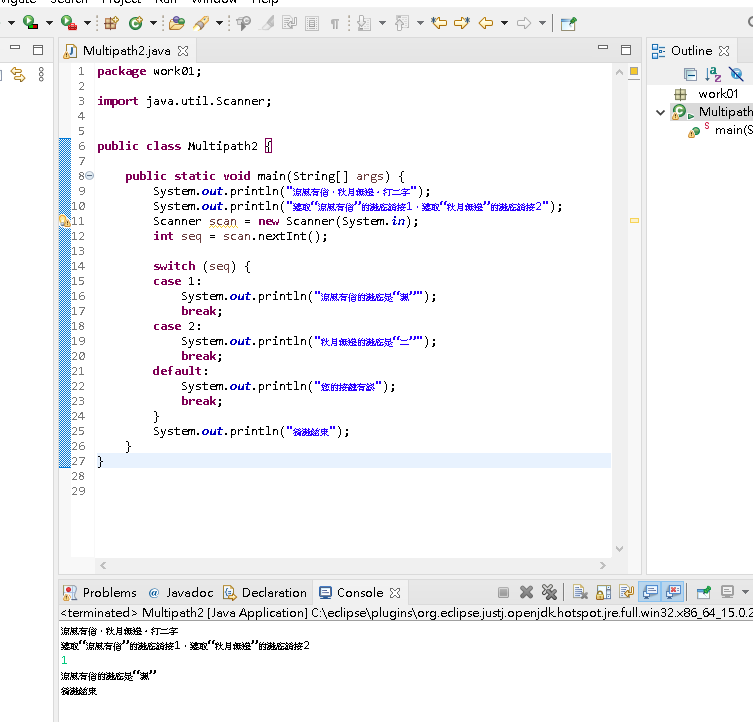 Project
Run
Window
Help
Multipath2.java
Outline
1 package work01;
2
3 import java.util.Scanner;
4
5
6 public class Multipath2 {
7
8 public static void main(String[] args) {
9 System.out.println("涼風有信,秋月無邊,打二字");
10 System.out.println("選取“涼風有信”的謎底請按1,選取“秋月無邊”的謎底請按2");
11 Scanner scan = new Scanner(System.in);
12 int seq = scan.nextInt();
13
14 switch (seq) {
15 case 1:
16 System.out.println("涼風有信的謎底是“諷”");
17 break;
18 case 2:
19 System.out.println("秋月無邊的謎底是“二”");
20 break;
21 default:
22 System.out.println("您的按鍵有誤");
23 break;
24 }
25 System.out.println("猜謎結束");
26 }
27 }
28
29
work01
Multipath
main(S
Problems
@ Javadoc
Declaration
Console
<terminated> Multipath2 [Java Application] C:\eclipse\plugins\org.eclipse.justj.openjdk.hotspot.jre.full.win32.x86_64_15.0.2
涼風有信,秋月無邊,打二字
選取“涼風有信”的謎底請按1,選取“秋月無邊”的謎底請按2
1
涼風有信的謎底是“諷”
猜謎結束